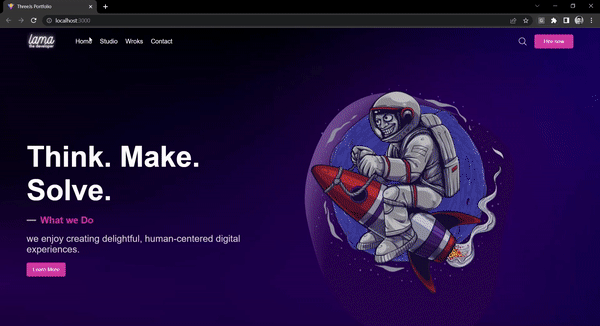 ThreeJs Portfolio
localhost:3000
lama
the developer
Home Studio Wroks Contact
Hire now
Think. Make.
Solve.
— What we Do
we enjoy creating delightful, human-centered digital
experiences.
Learn More